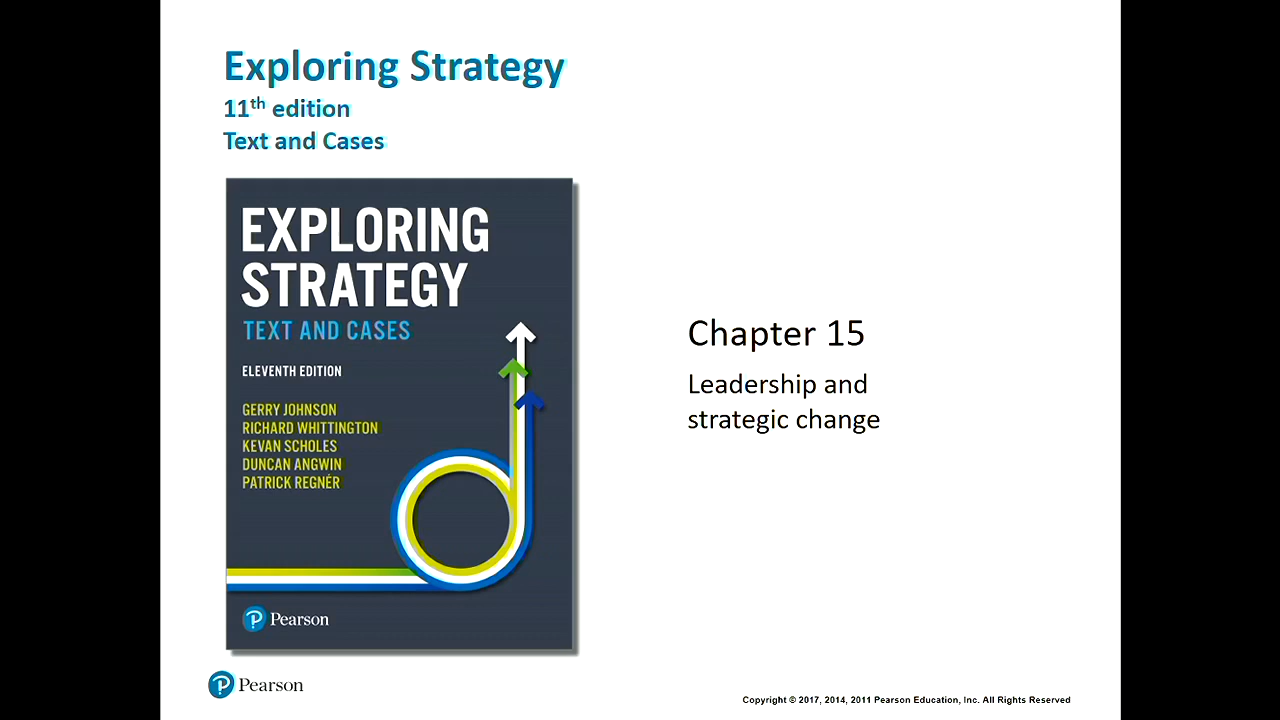 Exploring Strategy
11th edition
Text and Cases
EXPLORING
STRATEGY
TEXT AND CASES
ELEVENTH EDITION
GERRY JOHNSON
RICHARD WHITTINGTON
KEVAN SCHOLES
DUNCAN ANGWIN
PATRICK REGNÉR
Pearson
Chapter 15
Leadership and
strategic change
Pearson
Copyright © 2017, 2014, 2011 Pearson Education, Inc. All Rights Reserved